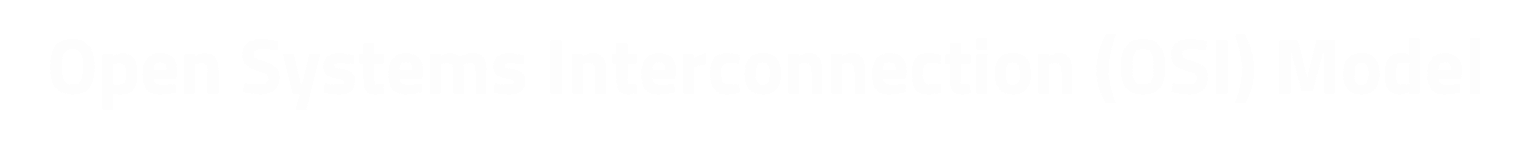 Open Systems Interconnection (OSI) Model